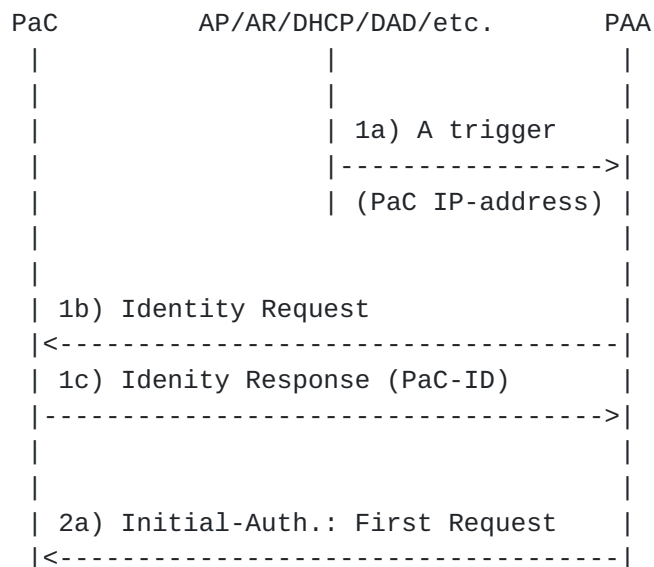 PaC AP/AR/DHCP/DAD/etc. PAA
1a) A trigger
(PaC IP-address)
1b) Identity Request
1c) Idenity Response (PaC-ID)
2a) Initial-Auth.: First Request